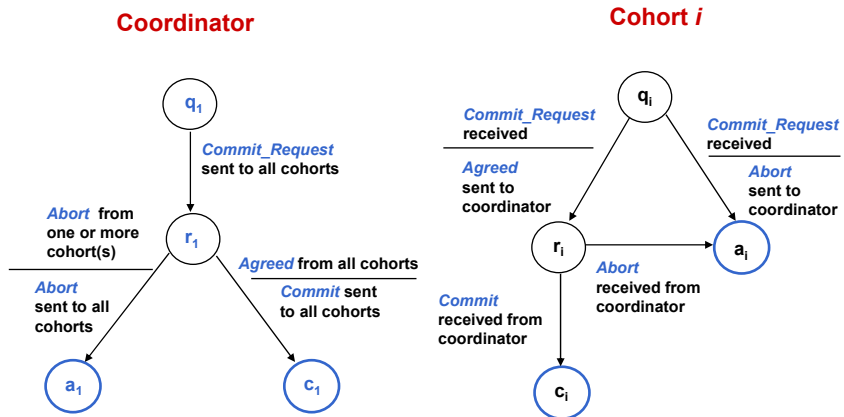 Coordinator
q1
Commit_Request
sent to all cohorts
Abort from
one or more
cohort(s)
Abort
sent to all
cohorts
r1
Agreed from all cohorts
Commit sent
to all cohorts
a1
c1
Cohort i
qi
Commit_Request
received
Agreed
sent to
coordinator
Commit_Request
received
Abort
sent to
coordinator
ri
Abort
received from
coordinator
ai
Commit
received from
coordinator
ci